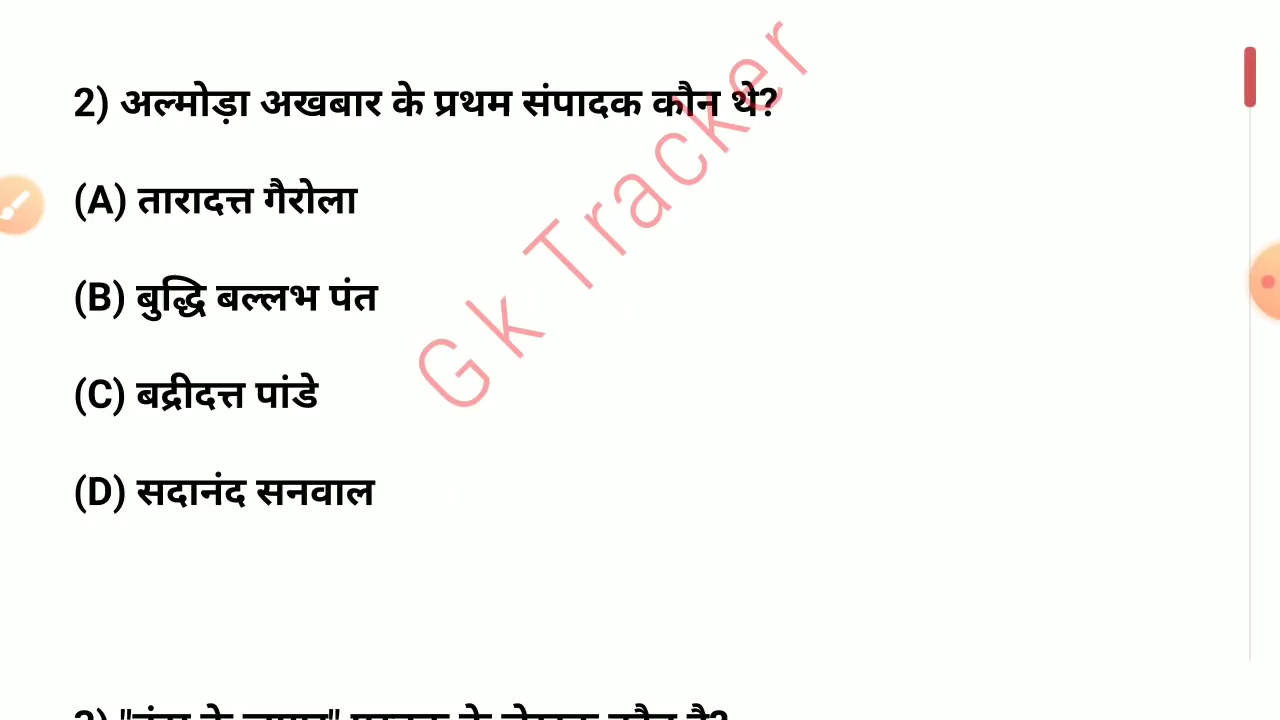 2) अल्मोड़ा अखबार के प्रथम संपादक कौन थे?
(A) तारादत्त गैरोला
(B) बुद्धि बल्लभ पंत
(C) बद्रीदत्त पांडे
(D) सदानंद सनवाल
Gk Tracker